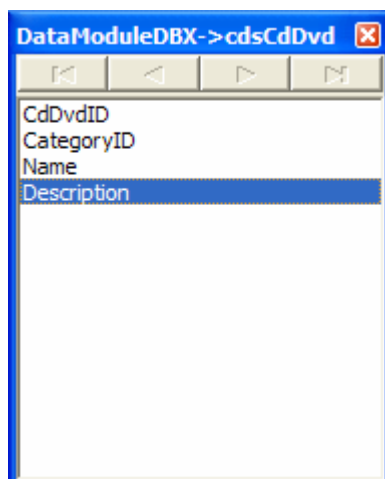 DataModuleDBX->cdsCdDvd
CdDvdID
CategoryID
Name
Description